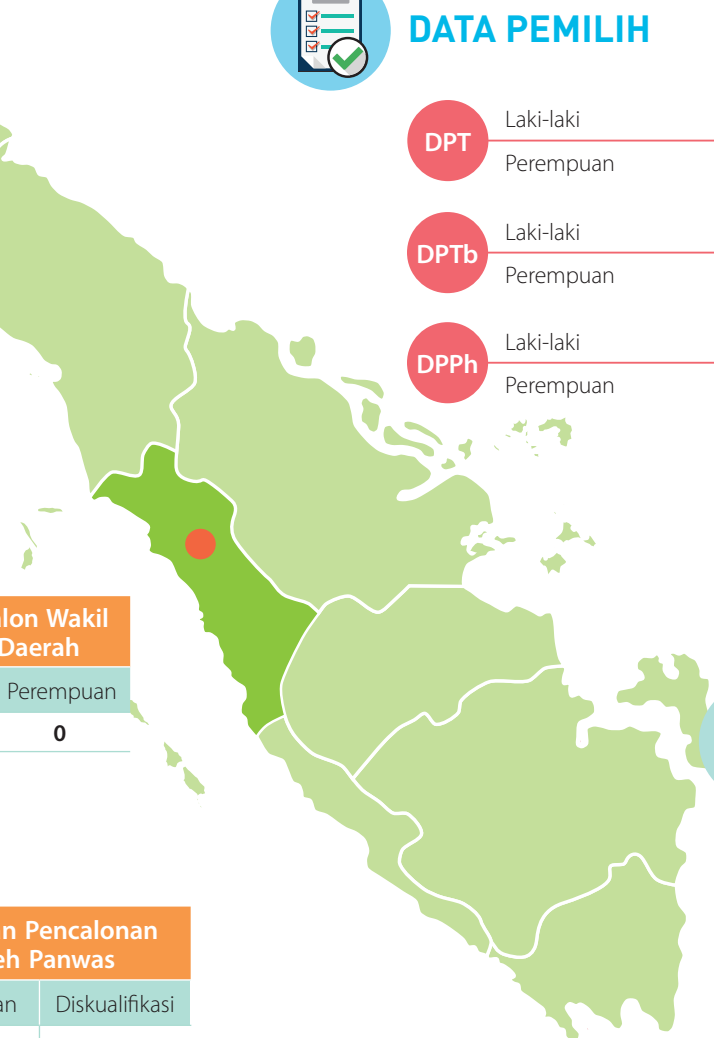 DATA PEMILIH
DPT
Laki-laki
Perempuan
DPTb
Laki-laki
Perempuan
DPPh
Laki-laki
Perempuan
lon Wakil
Daerah
Perempuan
0
n Pencalonan
eh Panwas
an
Diskualifikasi